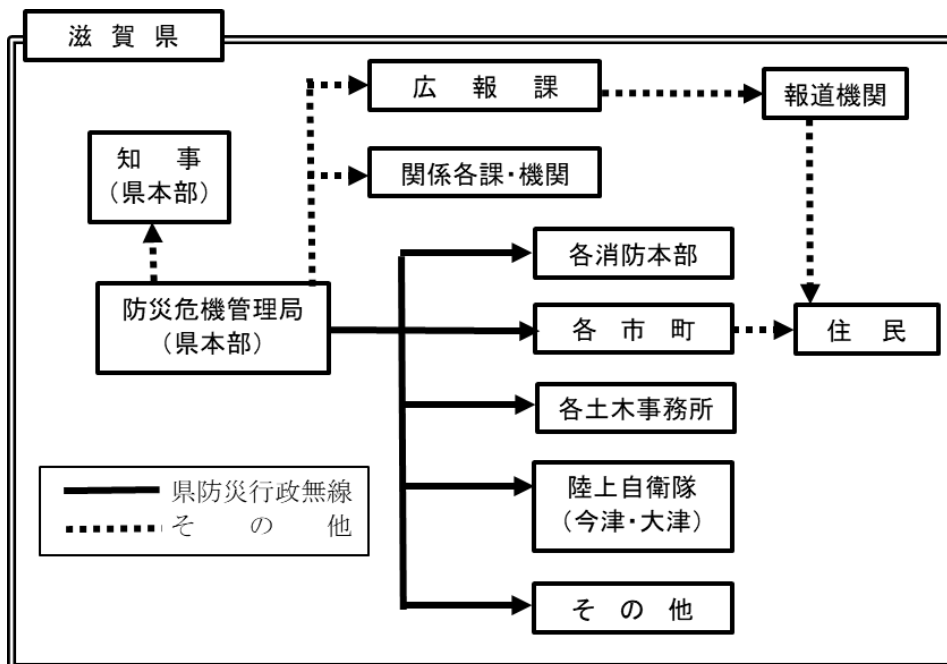 滋 賀 県
広 報 課
報道機関
知 事
（県本部）
関係各課・機関
各消防本部
防災危機管理局
（県本部）
各 市 町
住 民
各土木事務所
県防災行政無線
そ の 他
陸上自衛隊
（今津・大津）
そ の 他